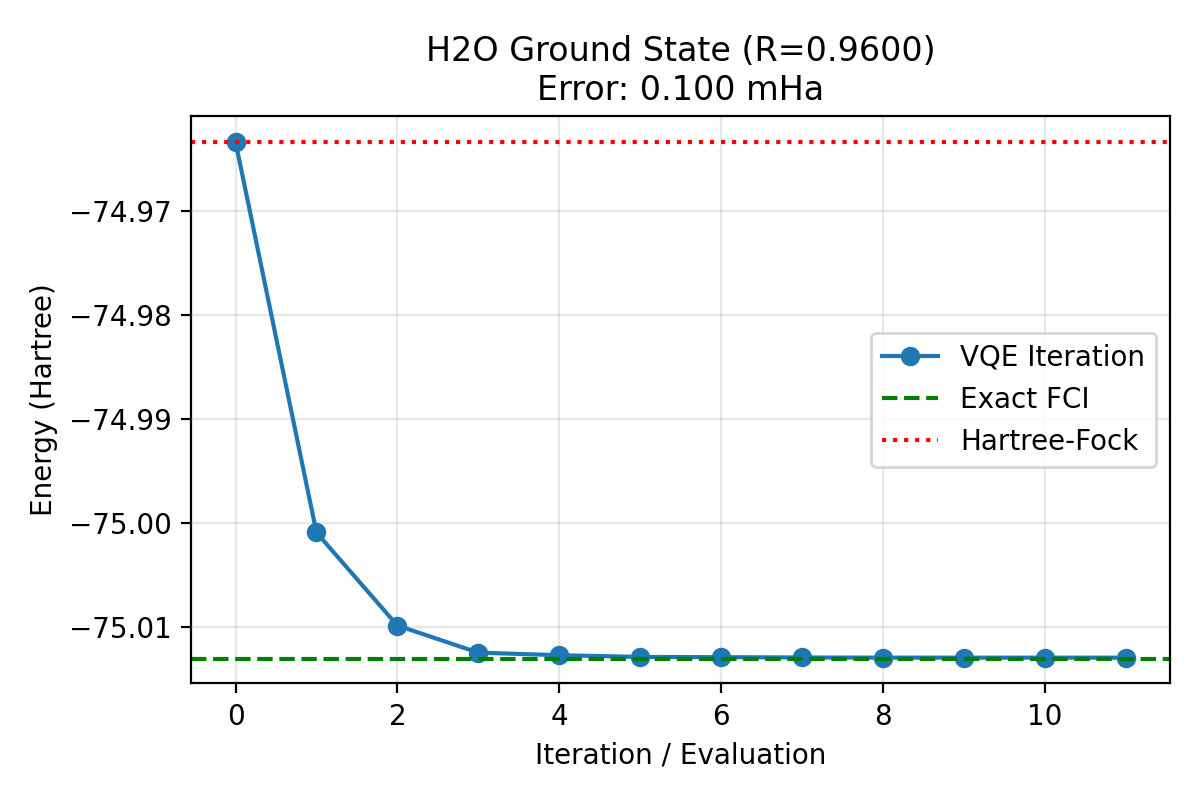 H2O Ground State (R=0.9600)
Error: 0.100 mHa
Energy (Hartree)
−74.97
−74.98
−74.99
−75.00
−75.01
VQE Iteration
Exact FCI
Hartree-Fock
0 2 4 6 8 10
Iteration / Evaluation